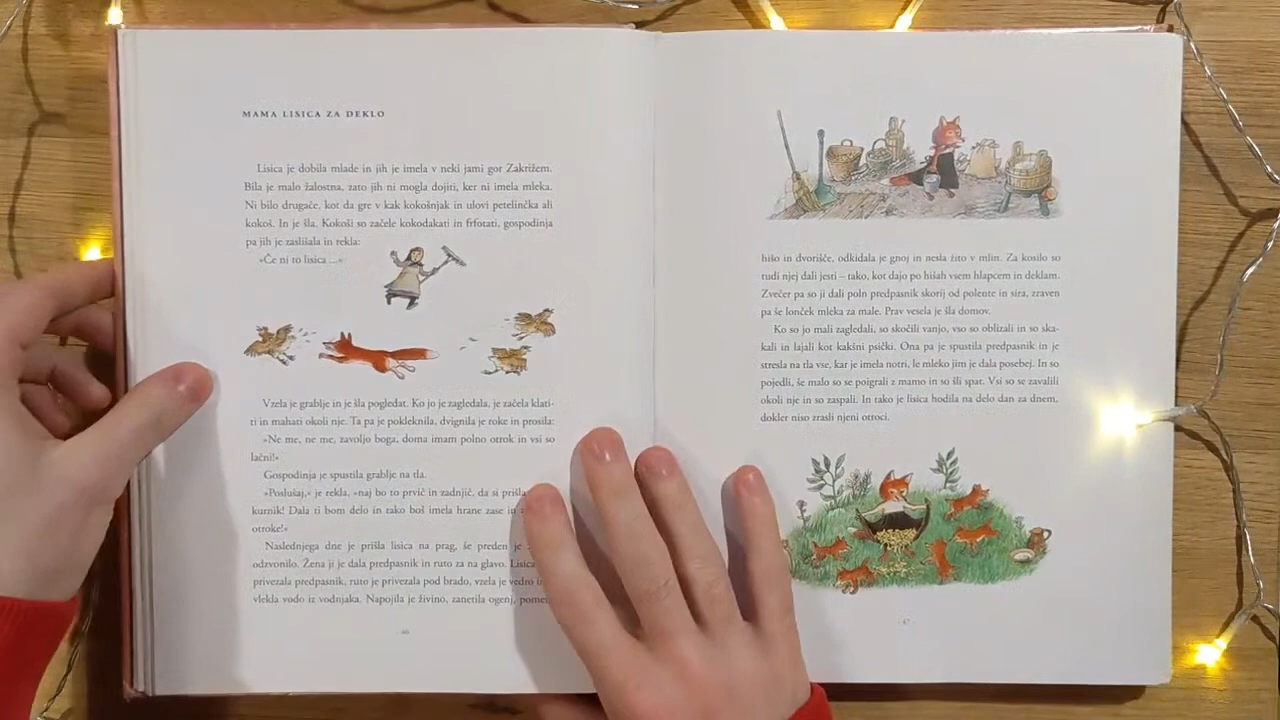 MAMA LISICA ZA DEKLO
Lisica je dobila mlade in jih je imela v neki jami gor Zakrižem.
Bila je malo žalostna, zato jih ni mogla dojiti, ker ni imela mleka.
Ni bilo drugače, kot da gre v kak kokošnjak in ulovi petelinčka ali
kokoš. In je šla. Kokoši so začele kokodakati in frfotati, gospodinja
pa jih je zaslišala in rekla:
»Če ni to lisica ...«
Vzela je grablje in je šla pogledat. Ko jo je zagledala, je začela klati-
ti in mahati okoli nje. Ta pa je pokleknila, dvignila je roke in prosila:
»Ne me, ne me, zavoljo boga, doma imam polno otrok in vsi so
lačni!«
Gospodinja je spustila grablje na tla.
»Poslušaj,« je rekla, »naj bo to prvič in zadnjič, da si prišla
kurnik! Dala ti bom delo in tako boš imela hrane zase in
otroke!«
Naslednjega dne je prišla lisica na prag, še preden je
odzvonilo. Žena ji je dala predpasnik in ruto za na glavo. Lisica
privezala predpasnik, ruto je privezala pod brado, vzela je vedro in
vlekla vodo iz vodnjaka. Napojila je živino, zanetila ogenj,
46
hišo in dvorišče, odkidala je gnoj in nesla žito v mlin. Za kosilo so
tudi njej dali jesti – tako, kot dajo po hišah vsem hlapcem in deklam.
Zvečer pa so ji dali poln predpasnik skorij od polente in sira, zraven
pa še lonček mleka za male. Prav vesela je šla domov.
Ko so jo mali zagledali, so skočili vanjo, vso so oblizali in so ska-
kali in lajali kot kakšni psički. Ona pa je spustila predpasnik in je
stresla na tla vse, kar je imela notri, le mleko jim je dala posebej. In so
pojedli, še malo so se poigrali z mamo in so šli spat. Vsi so se zavalili
okoli nje in so zaspali. In tako je lisica hodila na delo dan za dnem,
dokler niso zrasli njeni otroci.
47